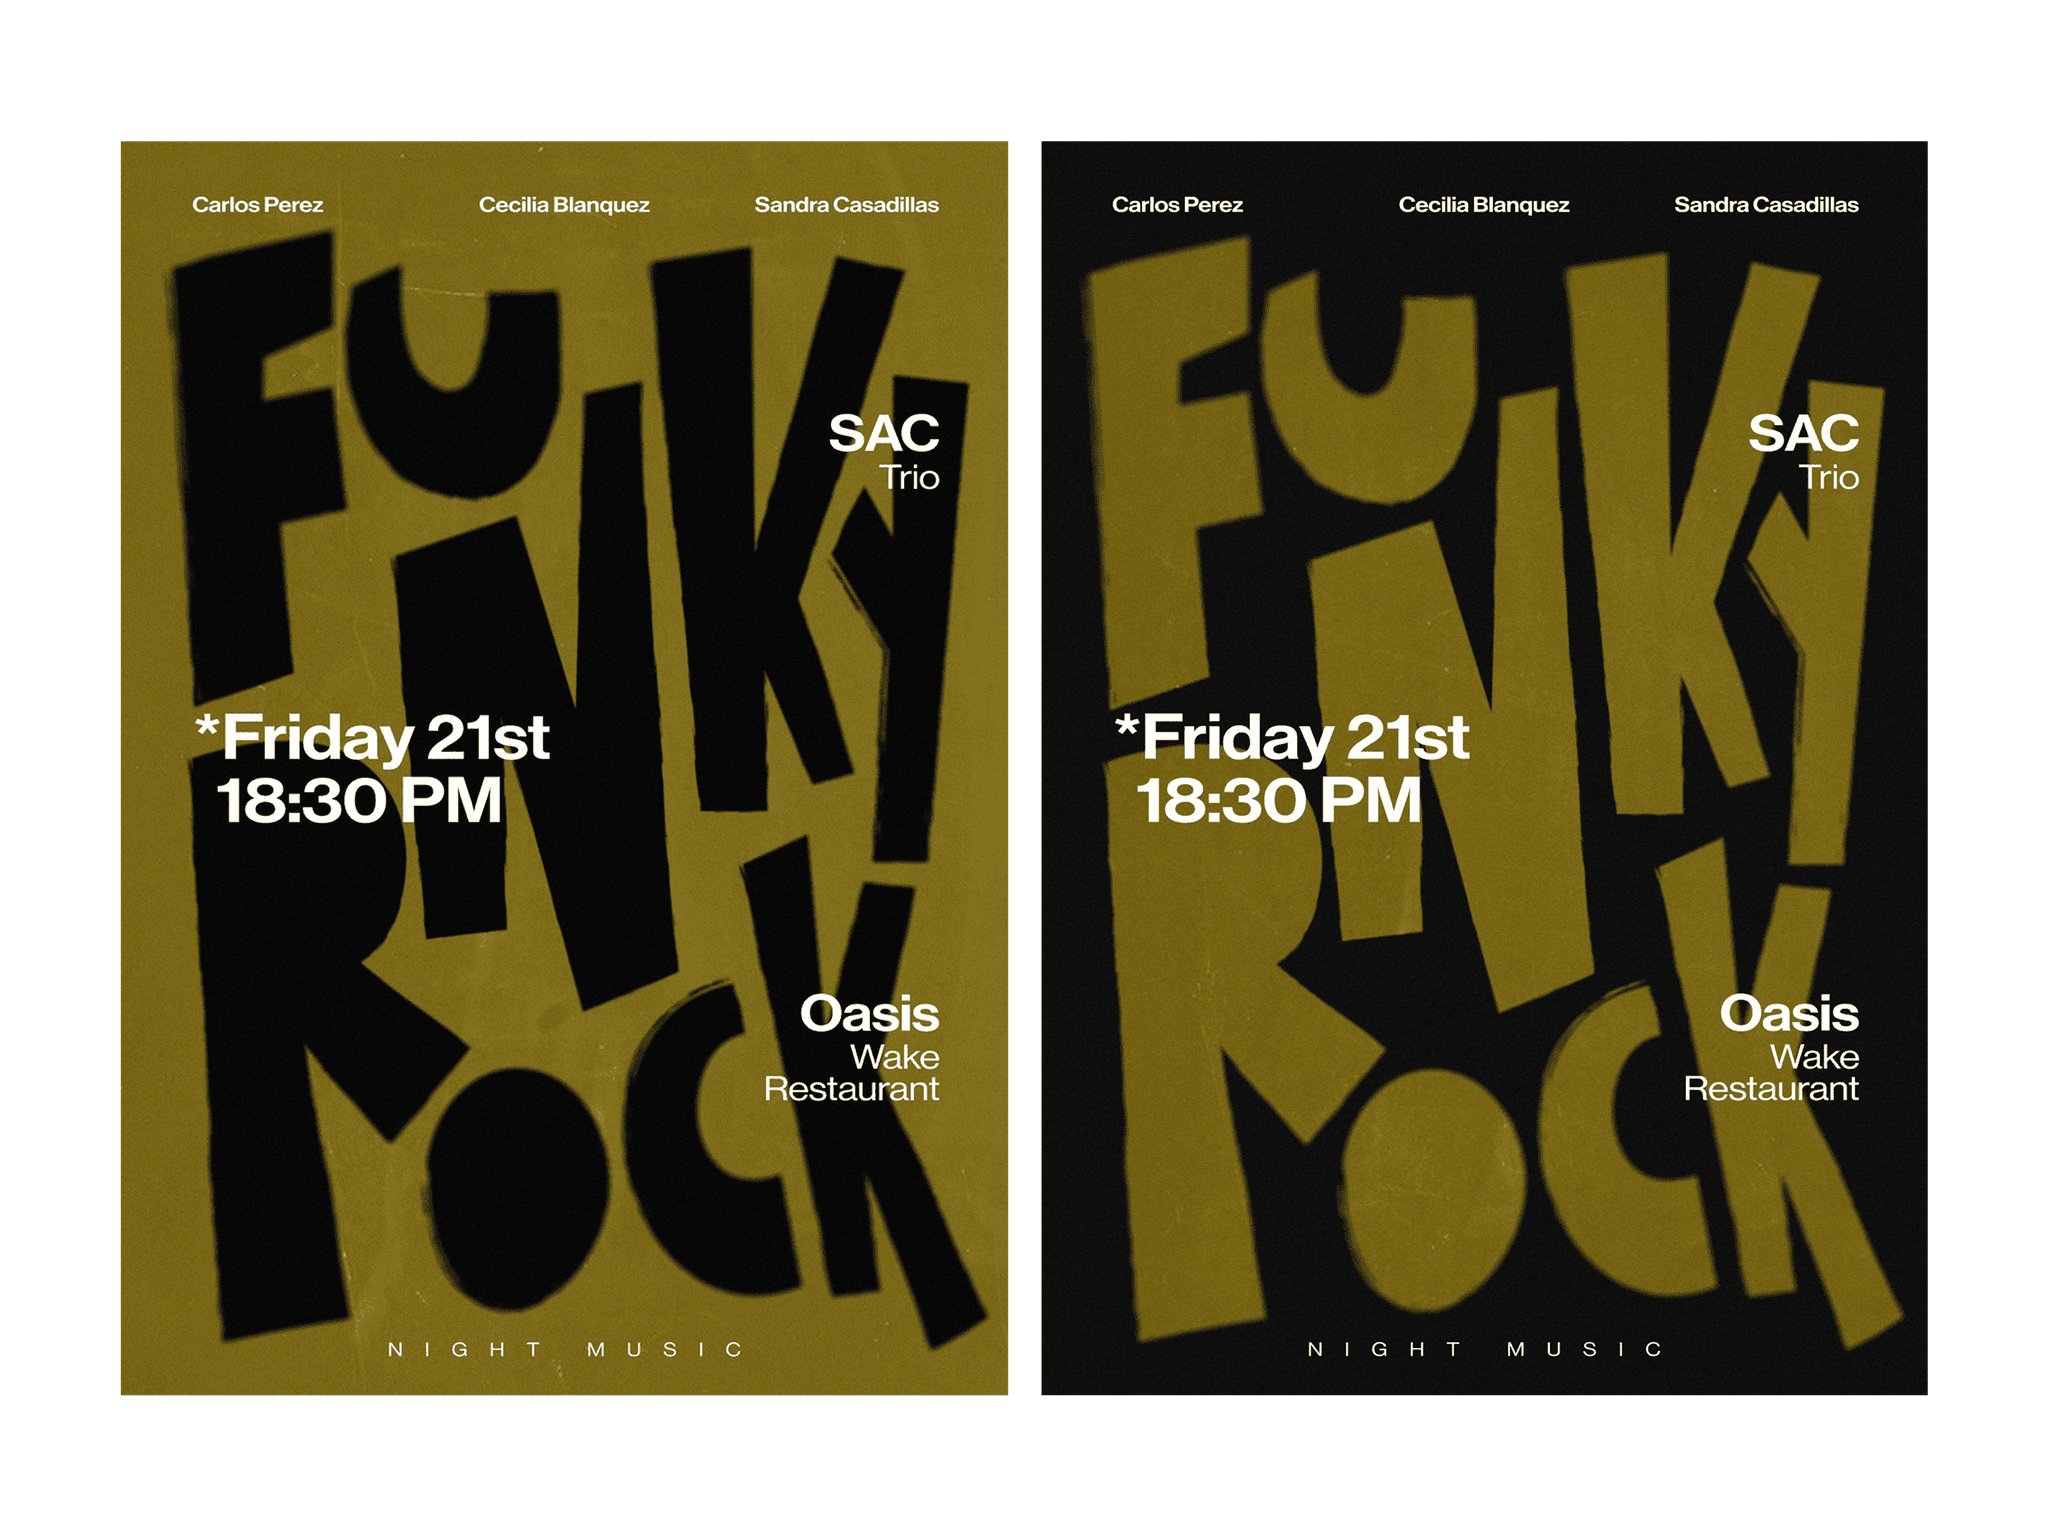 Carlos Perez
Cecilia Blanquez
Sandra Casadillas
FUNKY
SAC
Trio
*Friday 21st
18:30 PM
ROCK
Oasis
Wake
Restaurant
NIGHT MUSIC
Carlos Perez
Cecilia Blanquez
Sandra Casadillas
FUNKY
SAC
Trio
*Friday 21st
18:30 PM
ROCK
Oasis
Wake
Restaurant
NIGHT MUSIC